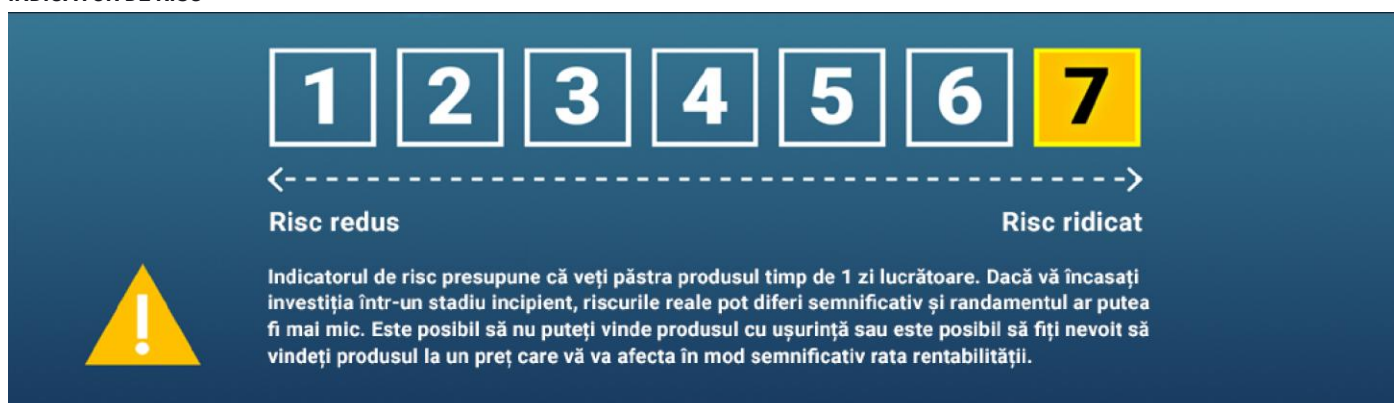 1 2 3 4 5 6 7
Risc redus Risc ridicat
Indicatorul de risc presupune că veți păstra produsul timp de 1 zi lucrătoare. Dacă vă încasați
investiția într-un stadiu incipient, riscurile reale pot diferi semnificativ și randamentul ar putea
fi mai mic. Este posibil să nu puteți vinde produsul cu ușurință sau este posibil să fiți nevoit să
vindeți produsul la un preț care vă va afecta în mod semnificativ rata rentabilității.